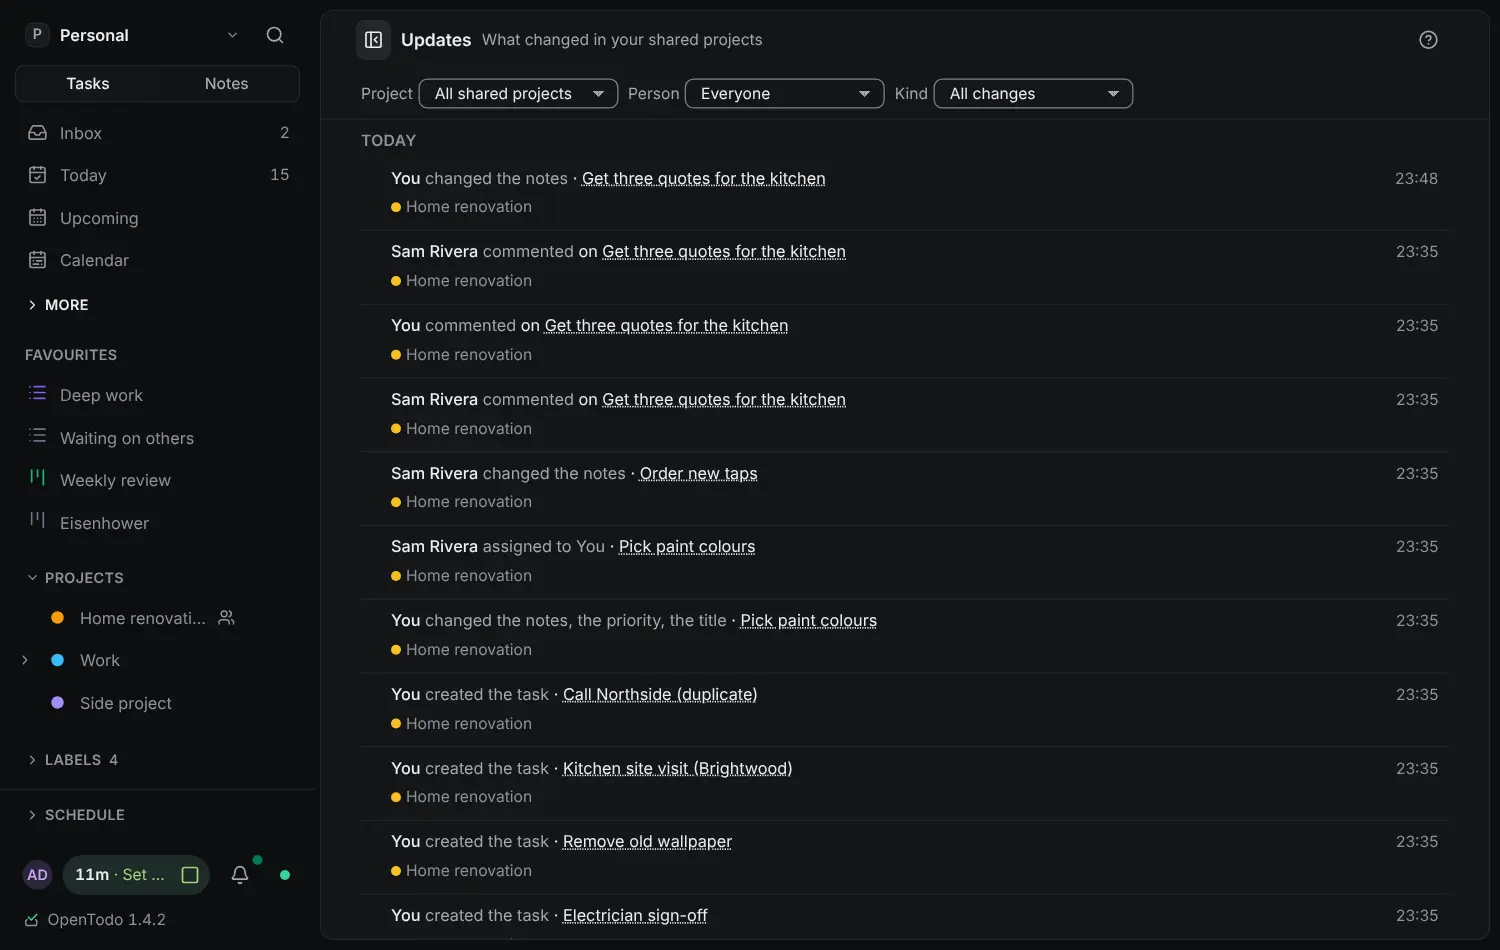 P Personal
Tasks Notes
Inbox 2
Today 15
Upcoming
Calendar
MORE
FAVOURITES
Deep work
Waiting on others
Weekly review
Eisenhower
PROJECTS
Home renovati...
Work
Side project
LABELS 4
SCHEDULE
AD 11m · Set ...
OpenTodo 1.4.2
Updates What changed in your shared projects
Project All shared projects Person Everyone Kind All changes
TODAY
You changed the notes · Get three quotes for the kitchen 23:48
Home renovation
Sam Rivera commented on Get three quotes for the kitchen 23:35
Home renovation
You commented on Get three quotes for the kitchen 23:35
Home renovation
Sam Rivera commented on Get three quotes for the kitchen 23:35
Home renovation
Sam Rivera changed the notes · Order new taps 23:35
Home renovation
Sam Rivera assigned to You · Pick paint colours 23:35
Home renovation
You changed the notes, the priority, the title · Pick paint colours 23:35
Home renovation
You created the task · Call Northside (duplicate) 23:35
Home renovation
You created the task · Kitchen site visit (Brightwood) 23:35
Home renovation
You created the task · Remove old wallpaper 23:35
Home renovation
You created the task · Electrician sign-off 23:35